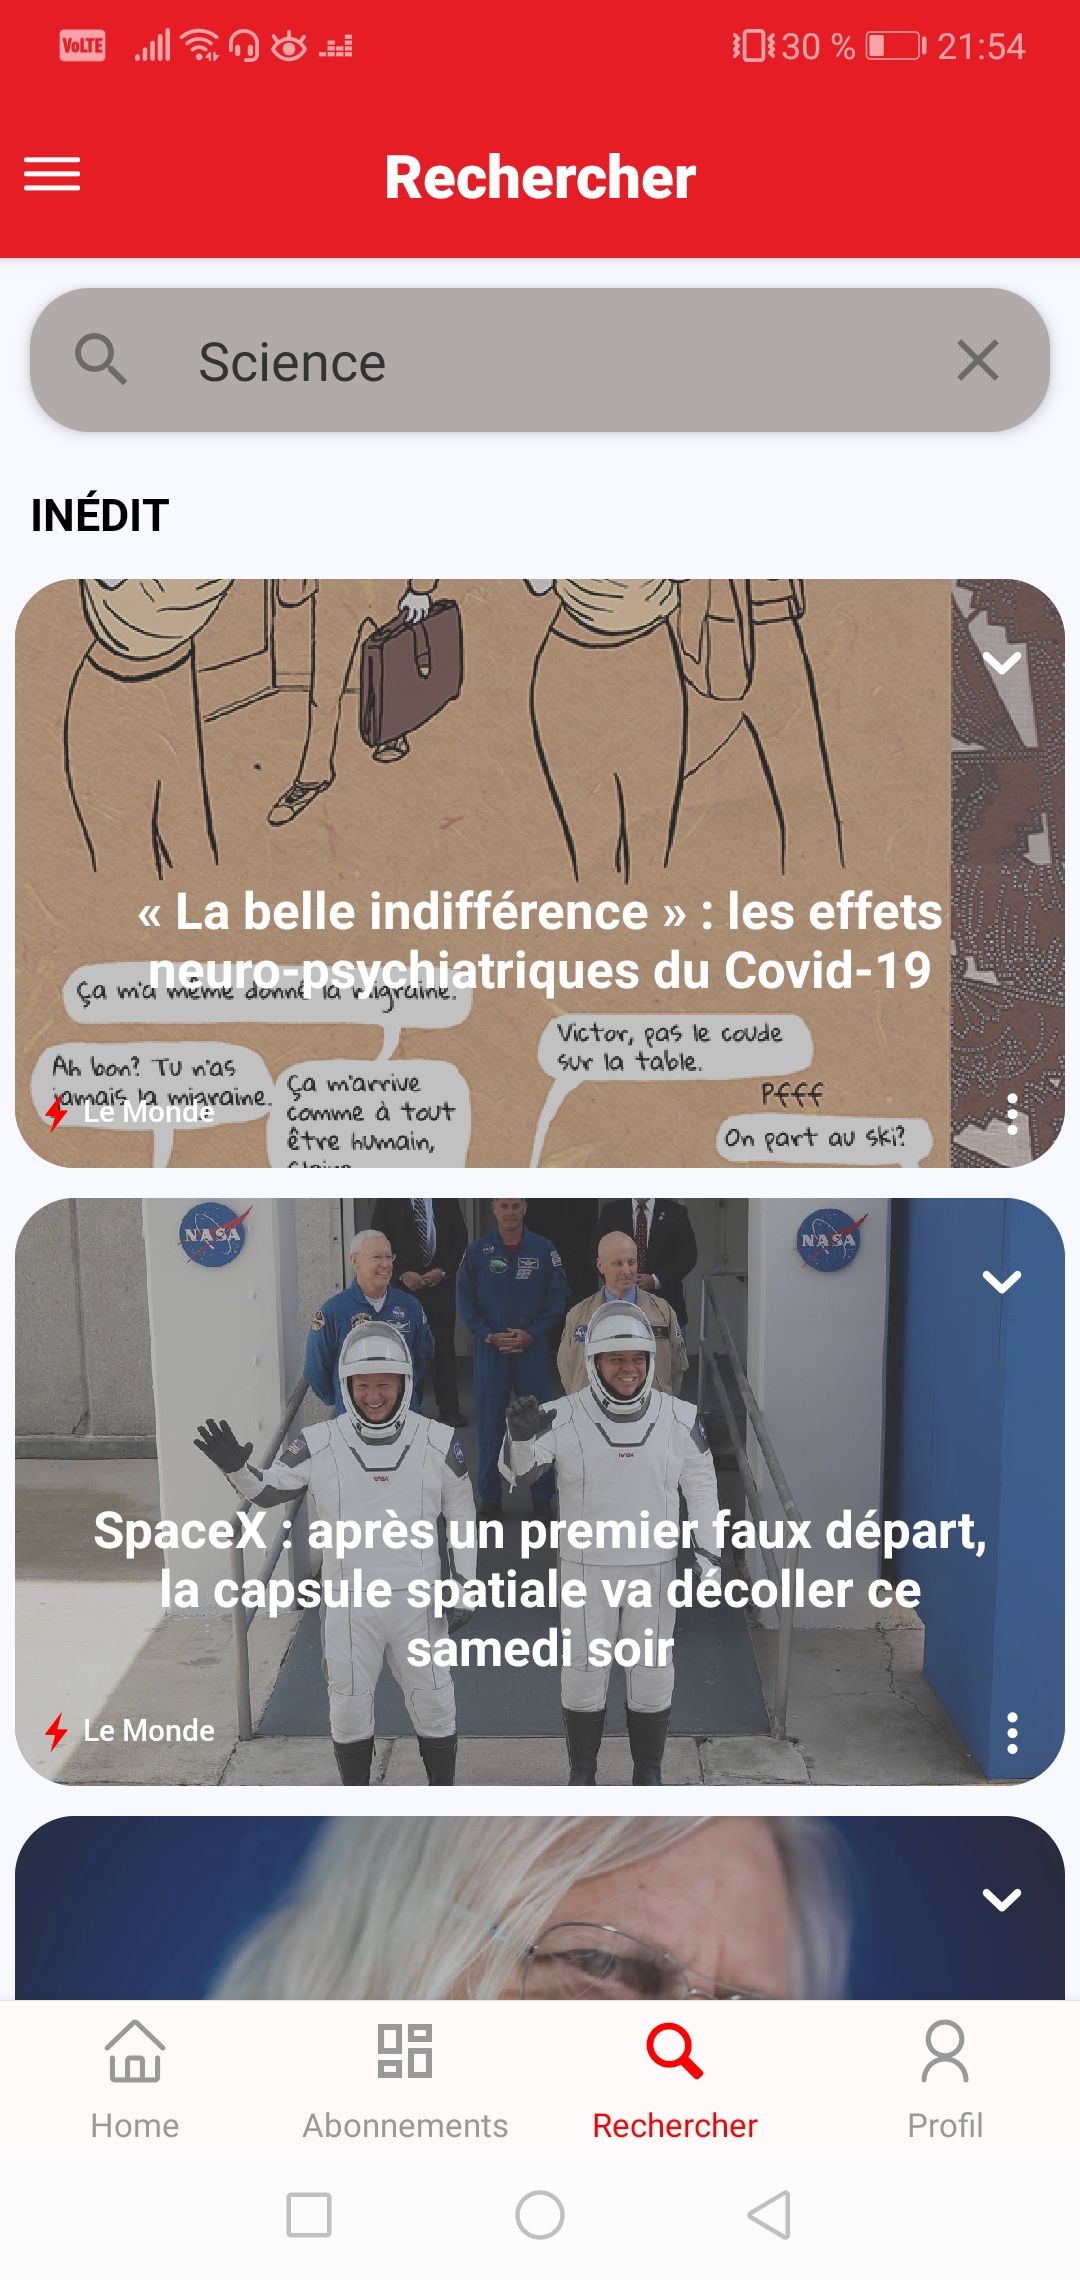 VoLTE
30 %
21:54
Rechercher
Science
INÉDIT
« La belle indifférence » : les effets
neuro-psychiatriques du Covid-19
Ça m'a même donné la migraine.
Victor, pas le coude
sur la table.
Ah bon? Tu n'as
jamais la migraine.
Ça m'arrive
comme à tout
être humain,
Pfff
On part au ski?
Le Monde
NASA
NASA
NASA
NASA
SpaceX : après un premier faux départ,
la capsule spatiale va décoller ce
samedi soir
Le Monde
Home
Abonnements
Rechercher
Profil